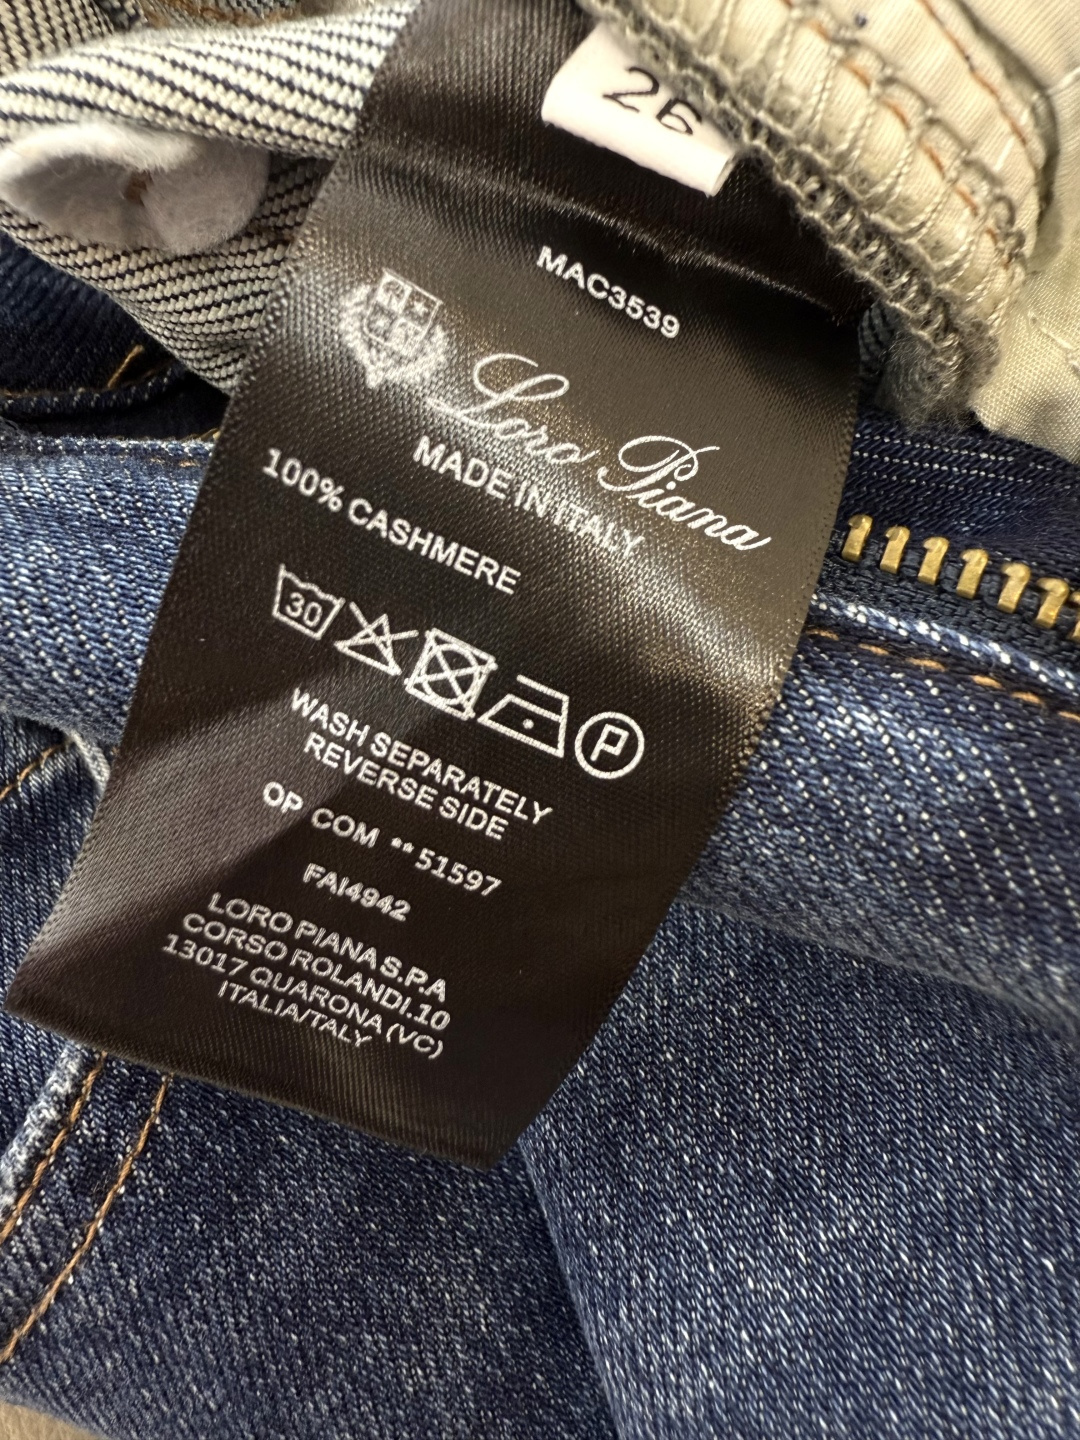 26
MAC3539
Loro Piana
MADE IN ITALY
100% CASHMERE
30
P
WASH SEPARATELY
REVERSE SIDE
OP COM **51597
FAI4942
LORO PIANA S.P.A
CORSO ROLANDI.10
13017 QUARONA (VC)
ITALIA/ITALY